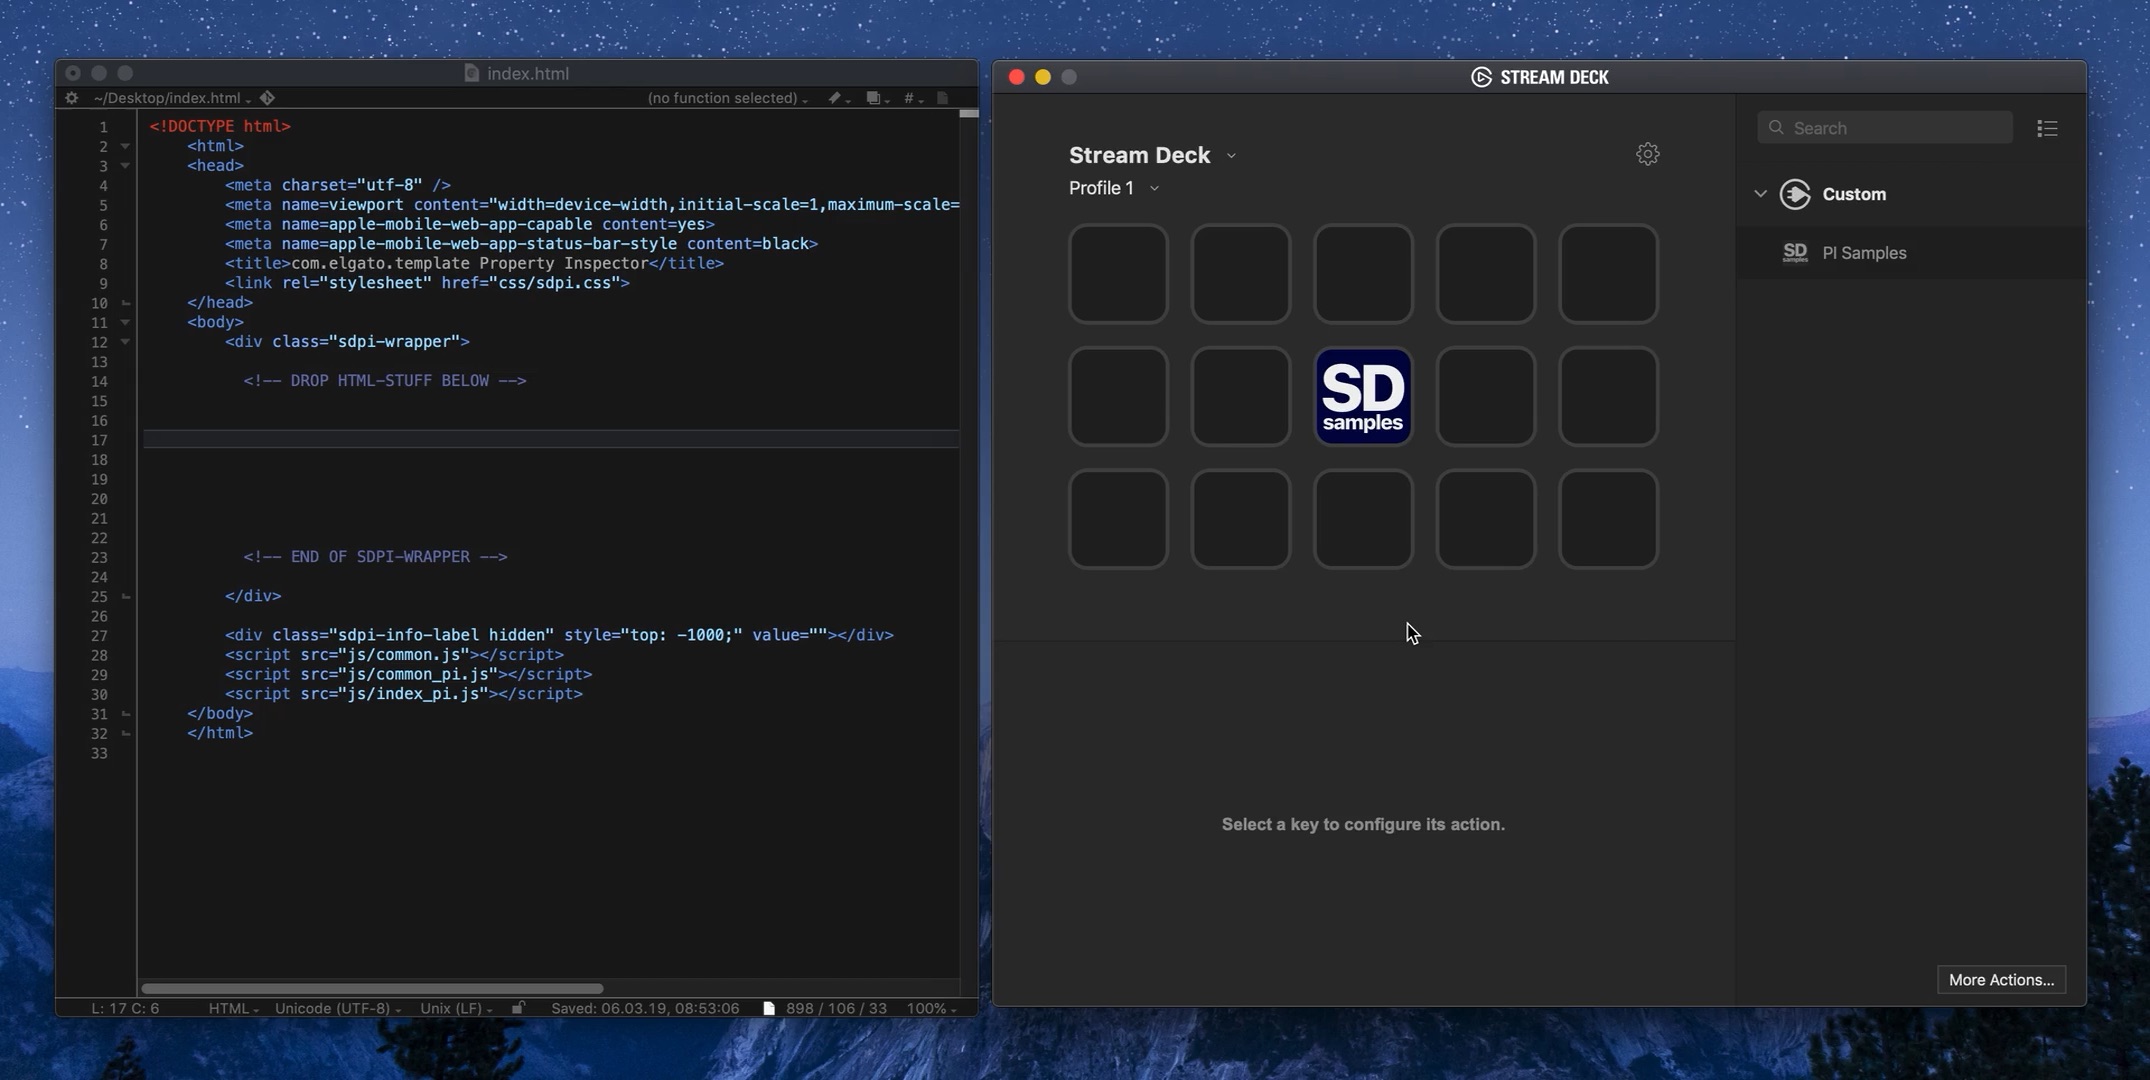 index.html
~/Desktop/index.html
(no function selected)
#
1 <!DOCTYPE html>
2 <html>
3 <head>
4 <meta charset="utf-8" />
5 <meta name=viewport content="width=device-width,initial-scale=1,maximum-scale=
6 <meta name=apple-mobile-web-app-capable content=yes>
7 <meta name=apple-mobile-web-app-status-bar-style content=black>
8 <title>com.elgato.template Property Inspector</title>
9 <link rel="stylesheet" href="css/sdpi.css">
10 </head>
11 <body>
12 <div class="sdpi-wrapper">
13
14 <!-- DROP HTML-STUFF BELOW -->
15
16
17
18
19
20
21
22
23 <!-- END OF SDPI-WRAPPER -->
24
25 </div>
26
27 <div class="sdpi-info-label hidden" style="top: -1000;" value=""></div>
28 <script src="js/common.js"></script>
29 <script src="js/common_pi.js"></script>
30 <script src="js/index_pi.js"></script>
31 </body>
32 </html>
33
L: 17 C: 6 HTML Unicode (UTF-8) Unix (LF) Saved: 06.03.19, 08:53:06 898 / 106 / 33 100%
STREAM DECK
Stream Deck
Profile 1
SD
samples
Select a key to configure its action.
Search
Custom
SD
samples
PI Samples
More Actions...